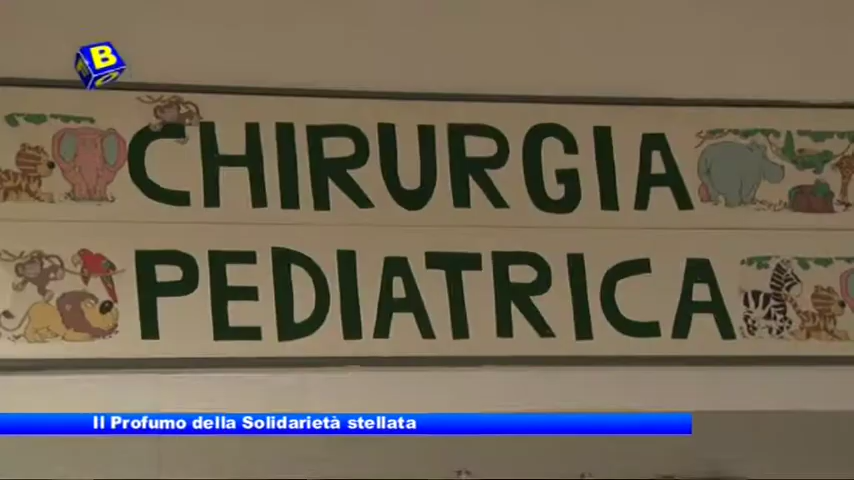 B
CHIRURGIA
PEDIATRICA
Il Profumo della Solidarietà stellata